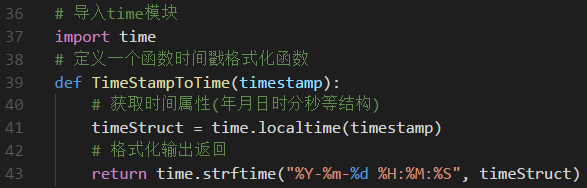 36 # 导入time模块
37 import time
38 # 定义一个函数时间戳格式化函数
39 def TimeStampToTime(timestamp):
40     # 获取时间属性(年月日时分秒等结构)
41     timeStruct = time.localtime(timestamp)
42     # 格式化输出返回
43     return time.strftime("%Y-%m-%d %H:%M:%S", timeStruct)